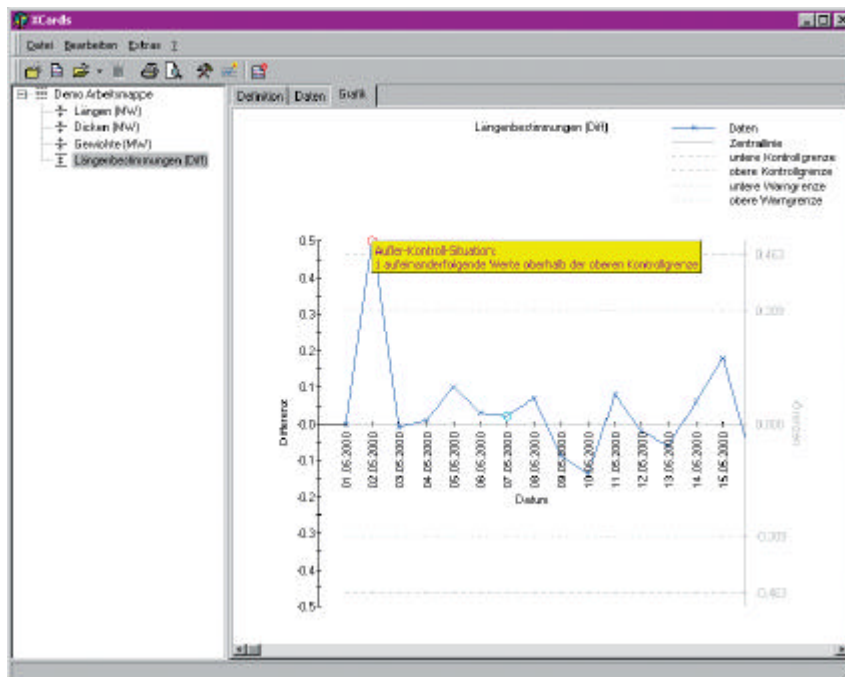 XCards
Datei Bearbeiten Extras ?
Demo Arbeitsmappe
Längen (MW)
Dicken (MW)
Gewichte (MW)
Längenbestimmungen (Diff)
Definition Daten Grafik
Längenbestimmungen (Diff)
Daten
Zentrallinie
untere Kontrollgrenze
obere Kontrollgrenze
untere Warngrenze
obere Warngrenze
Außer-Kontroll-Situation:
1 aufeinanderfolgende Werte oberhalb der oberen Kontrollgrenze
0.5
0.4
0.3
0.2
0.1
-0.0
-0.1
-0.2
-0.3
-0.4
-0.5
Differenz
0.463
0.309
0.000
-0.309
-0.463
Grenzen
01.05.2000
02.05.2000
03.05.2000
04.05.2000
05.05.2000
06.05.2000
07.05.2000
08.05.2000
09.05.2000
10.05.2000
11.05.2000
12.05.2000
13.05.2000
14.05.2000
15.05.2000
Datum